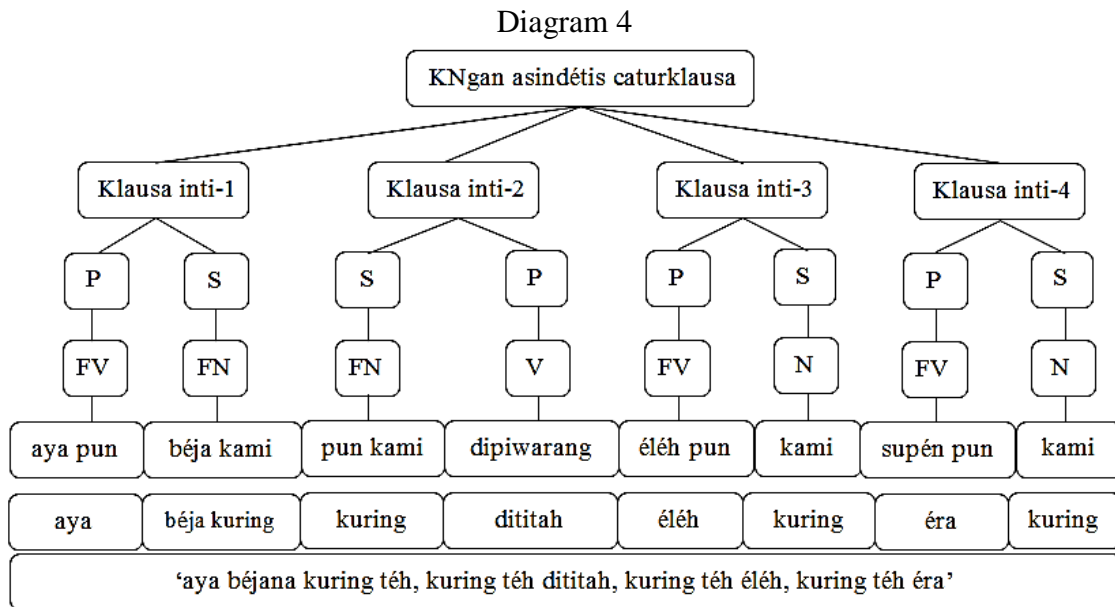 Diagram 4
KNgan asindétis caturklausa
Klausa inti-1 Klausa inti-2 Klausa inti-3 Klausa inti-4
P S S P P S P S
FV FN FN V FV N FV N
aya pun béja kami pun kami dipiwarang éléh pun kami supén pun kami
aya béja kuring kuring dititah éléh kuring éra kuring
‘aya béjana kuring téh, kuring téh dititah, kuring téh éléh, kuring téh éra’